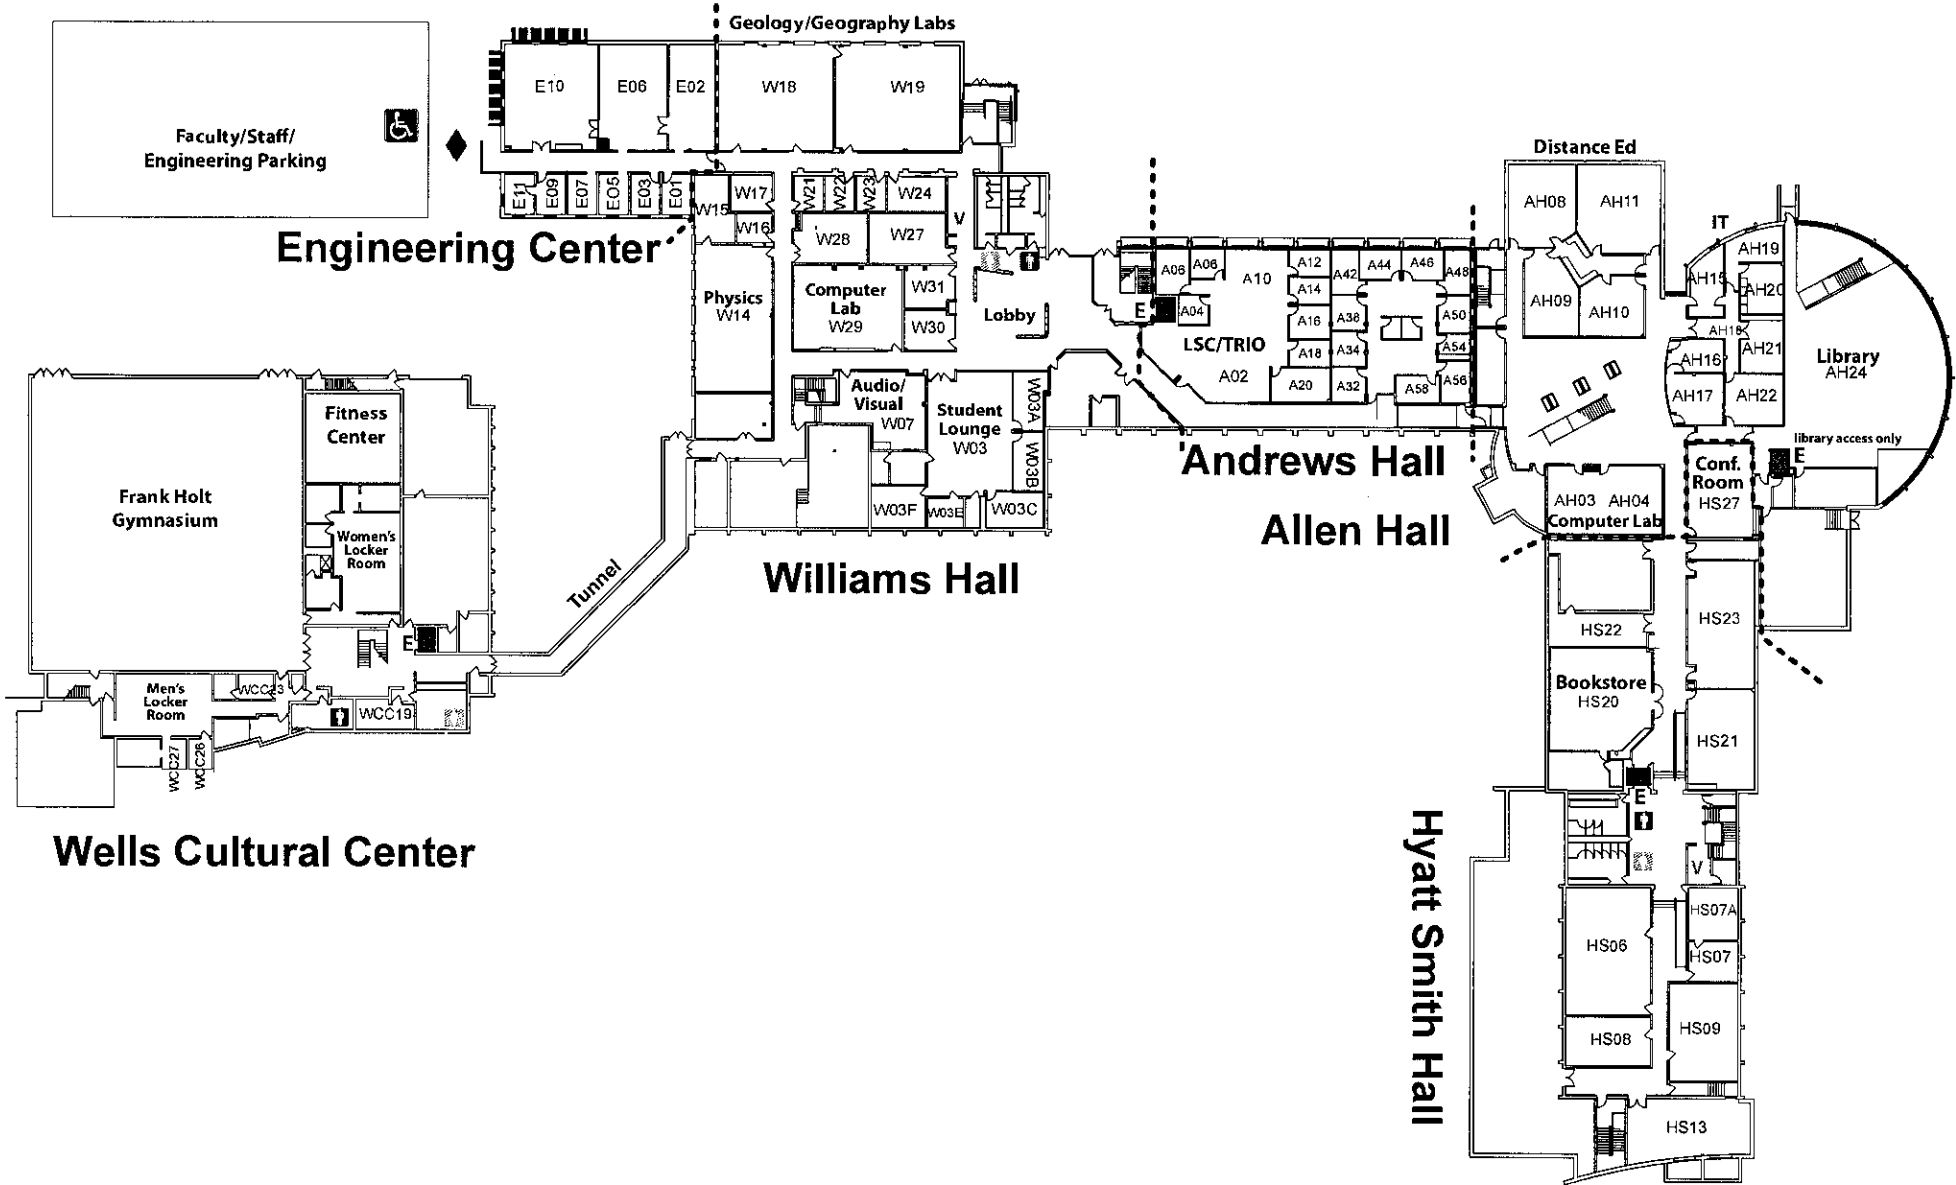 Geology/Geography Labs
E10
E06
E02
W18
W19
Faculty/Staff/
Engineering Parking
Distance Ed
E11
E09
E07
EO5
E03
E01
W15
W17
W16
W21
W22
W23
W24
V
W28
W27
Engineering Center
Physics
W14
Computer
Lab
W29
W31
W30
Lobby
E
A06
A06
A04
A10
LSC/TRIO
A02
A12
A14
A16
A18
A20
A42
A44
A46
A48
A38
A34
A32
A50
A54
A56
A58
AH08
AH11
AH09
AH10
IT
AH19
AH15
AH20
AH18
AH16
AH21
AH17
AH22
Library
AH24
library access only
E
Audio/
Visual
W07
Student
Lounge
W03
W03A
W03B
W03F
W03E
W03C
Andrews Hall
Allen Hall
Williams Hall
AH03
AH04
Computer Lab
Conf.
Room
HS27
Frank Holt
Gymnasium
Fitness
Center
Women's
Locker
Room
Tunnel
E
Men's
Locker
Room
WCC23
WCC19
WCC27
WCC26
Wells Cultural Center
HS22
HS23
Bookstore
HS20
HS21
E
V
Hyatt Smith Hall
HS07A
HS06
HS07
HS08
HS09
HS13